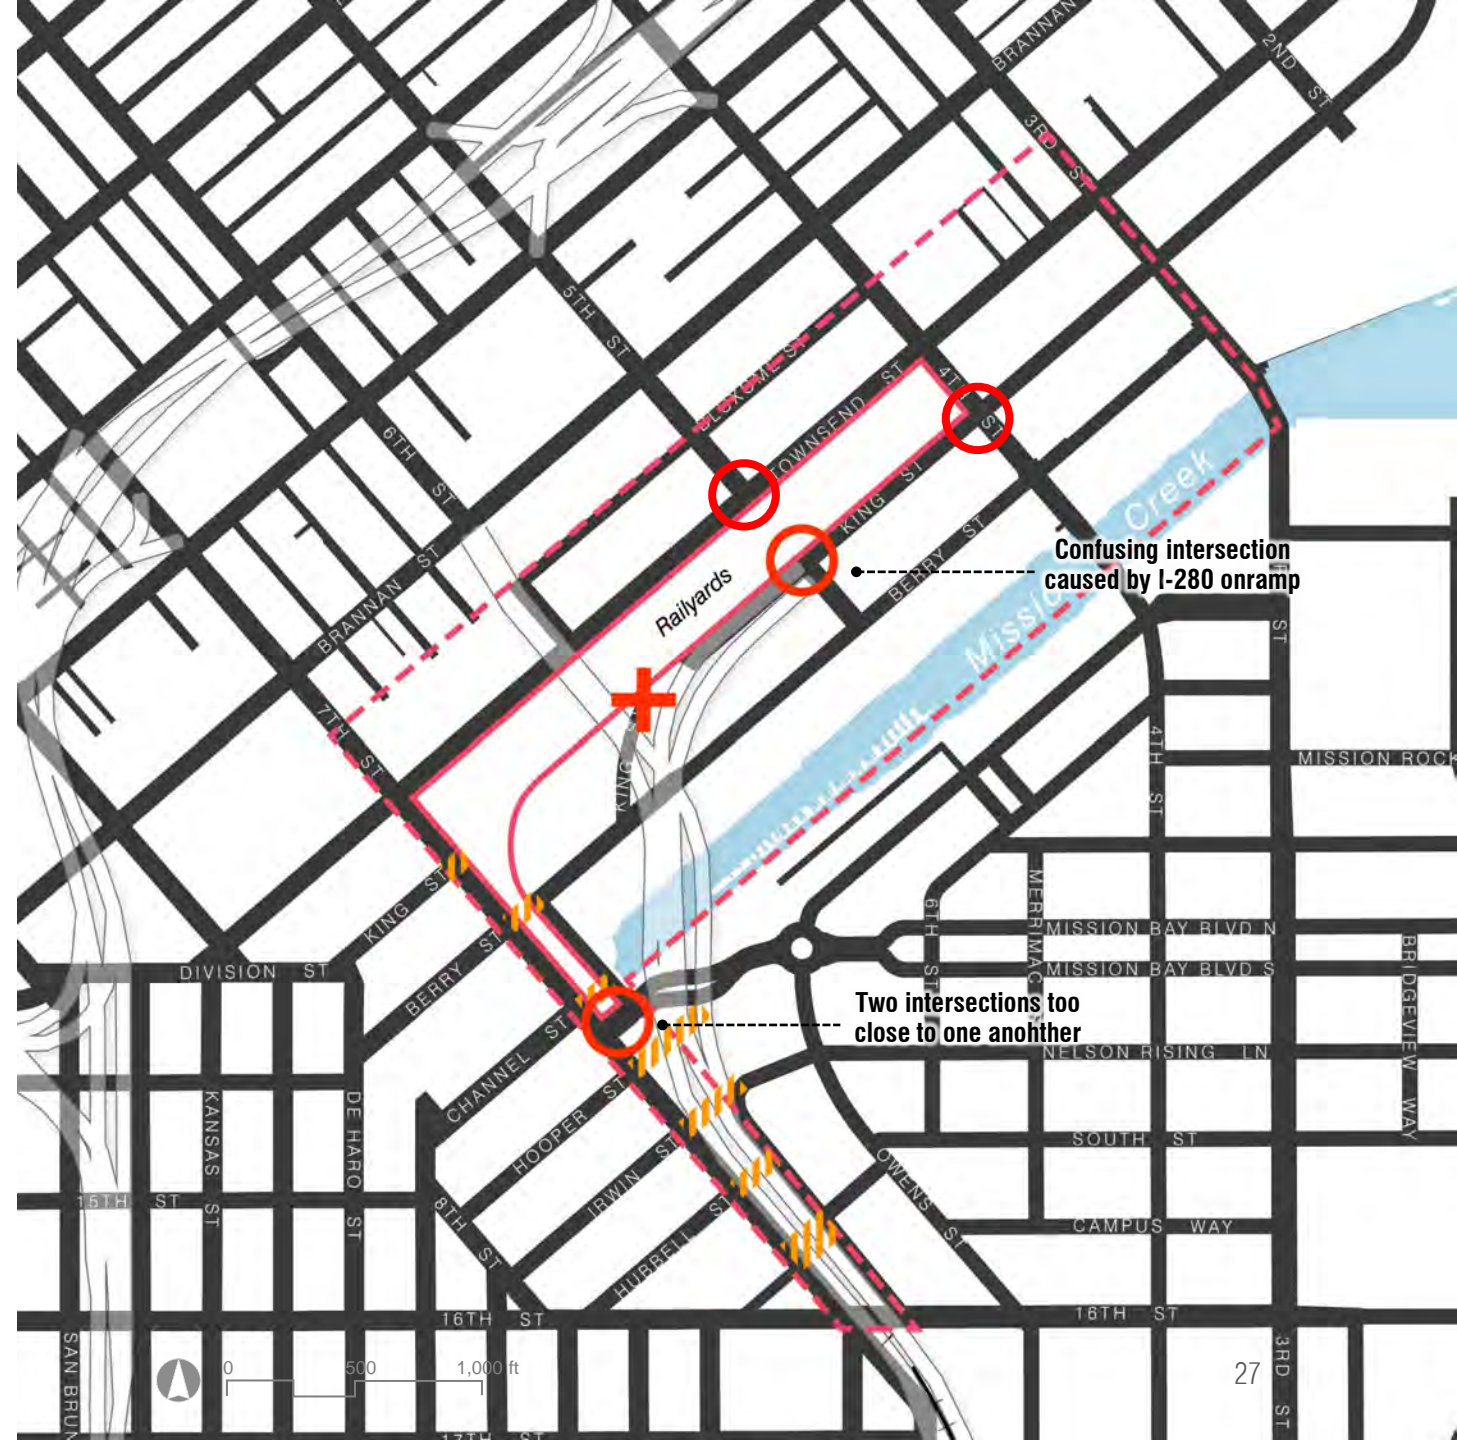 BRANNAN
2ND ST
3RD ST
5TH ST
BLUXOME ST
TOWNSEND ST
4T
ST
6TH ST
KING ST
BERRY ST
Creek
Confusing intersection
caused by I-280 onramp
Railyards
BRANNAN ST
Missi
ST
7TH ST
KING
4TH ST
MISSION ROCK
KING ST
BERRY ST
DIVISION ST
6TH ST
MERRIMAC
MISSION BAY BLVD N
MISSION BAY BLVD S
BRIDGEVIEW WAY
Two intersections too
close to one anohther
NELSON RISING LN
CHANNEL ST
HOOPER ST
IRWIN ST
HUBBELL ST
KANSAS ST
DE HARO ST
8TH ST
15TH ST
OWENS ST
SOUTH ST
CAMPUS WAY
16TH ST
16TH ST
SAN BRUN
3RD ST
0 500 1,000 ft
27
17TH ST